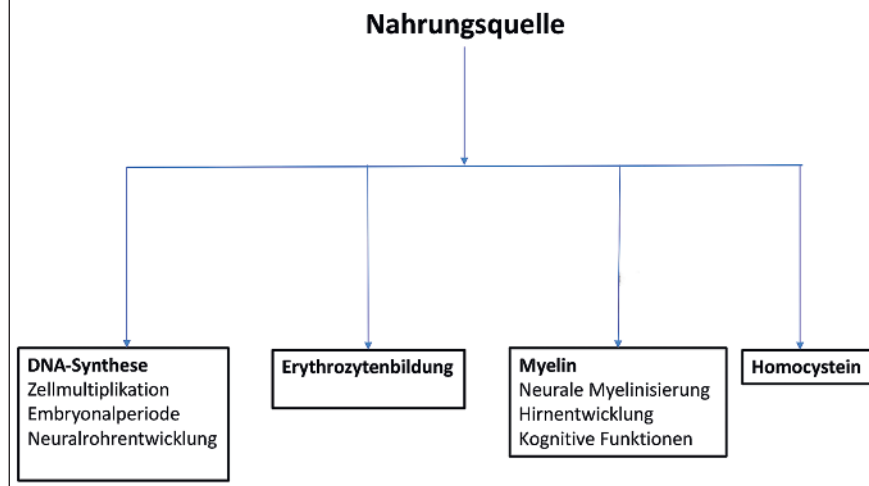 Nahrungsquelle
DNA-Synthese
Zellmultiplikation
Embryonalperiode
Neuralrohrentwicklung
Erythrozytenbildung
Myelin
Neurale Myelinisierung
Hirnentwicklung
Kognitive Funktionen
Homocystein